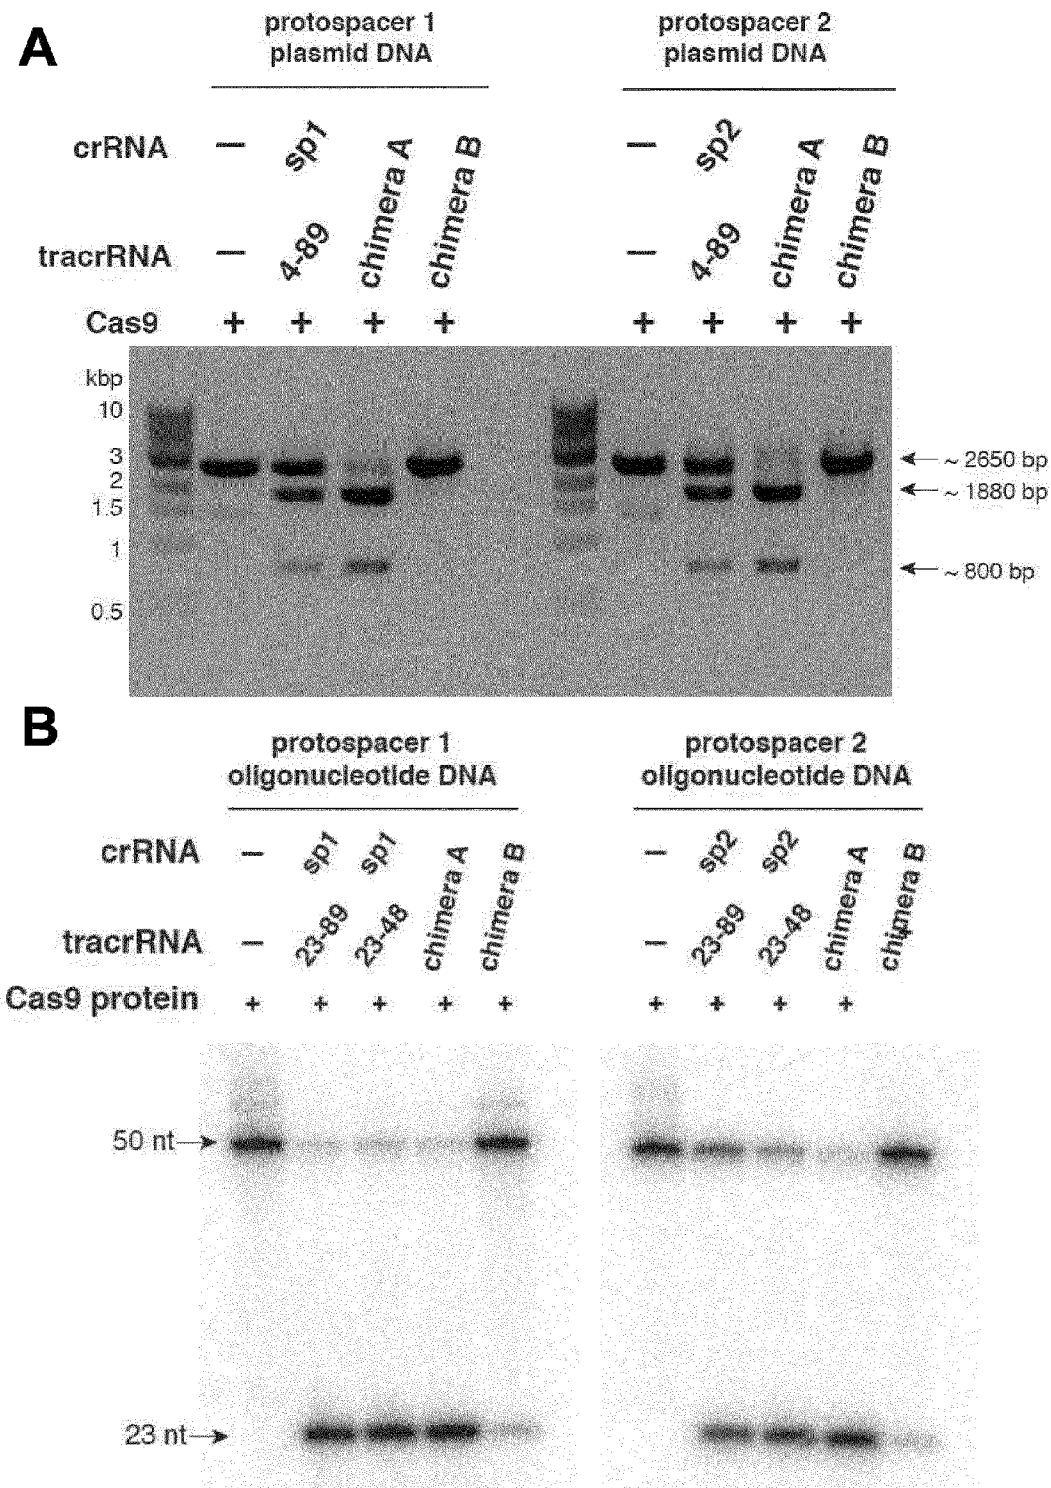 A
protospacer 1
plasmid DNA
protospacer 2
plasmid DNA
crRNA
—
sp1
chimera A
chimera B
—
sp2
chimera A
chimera B
tracrRNA
—
4-89
—
4-89
Cas9
+ + + + + + + +
kbp
10
3
2
1.5
1
0.5
~ 2650 bp
~ 1880 bp
~ 800 bp
B
protospacer 1
oligonucleotide DNA
protospacer 2
oligonucleotide DNA
crRNA
–
sp1
sp1
chimera A
chimera B
–
sp2
sp2
chimera A
chimera B
tracrRNA
–
23-89
23-48
–
23-89
23-48
Cas9 protein
+ + + + + + + + +
50 nt
23 nt